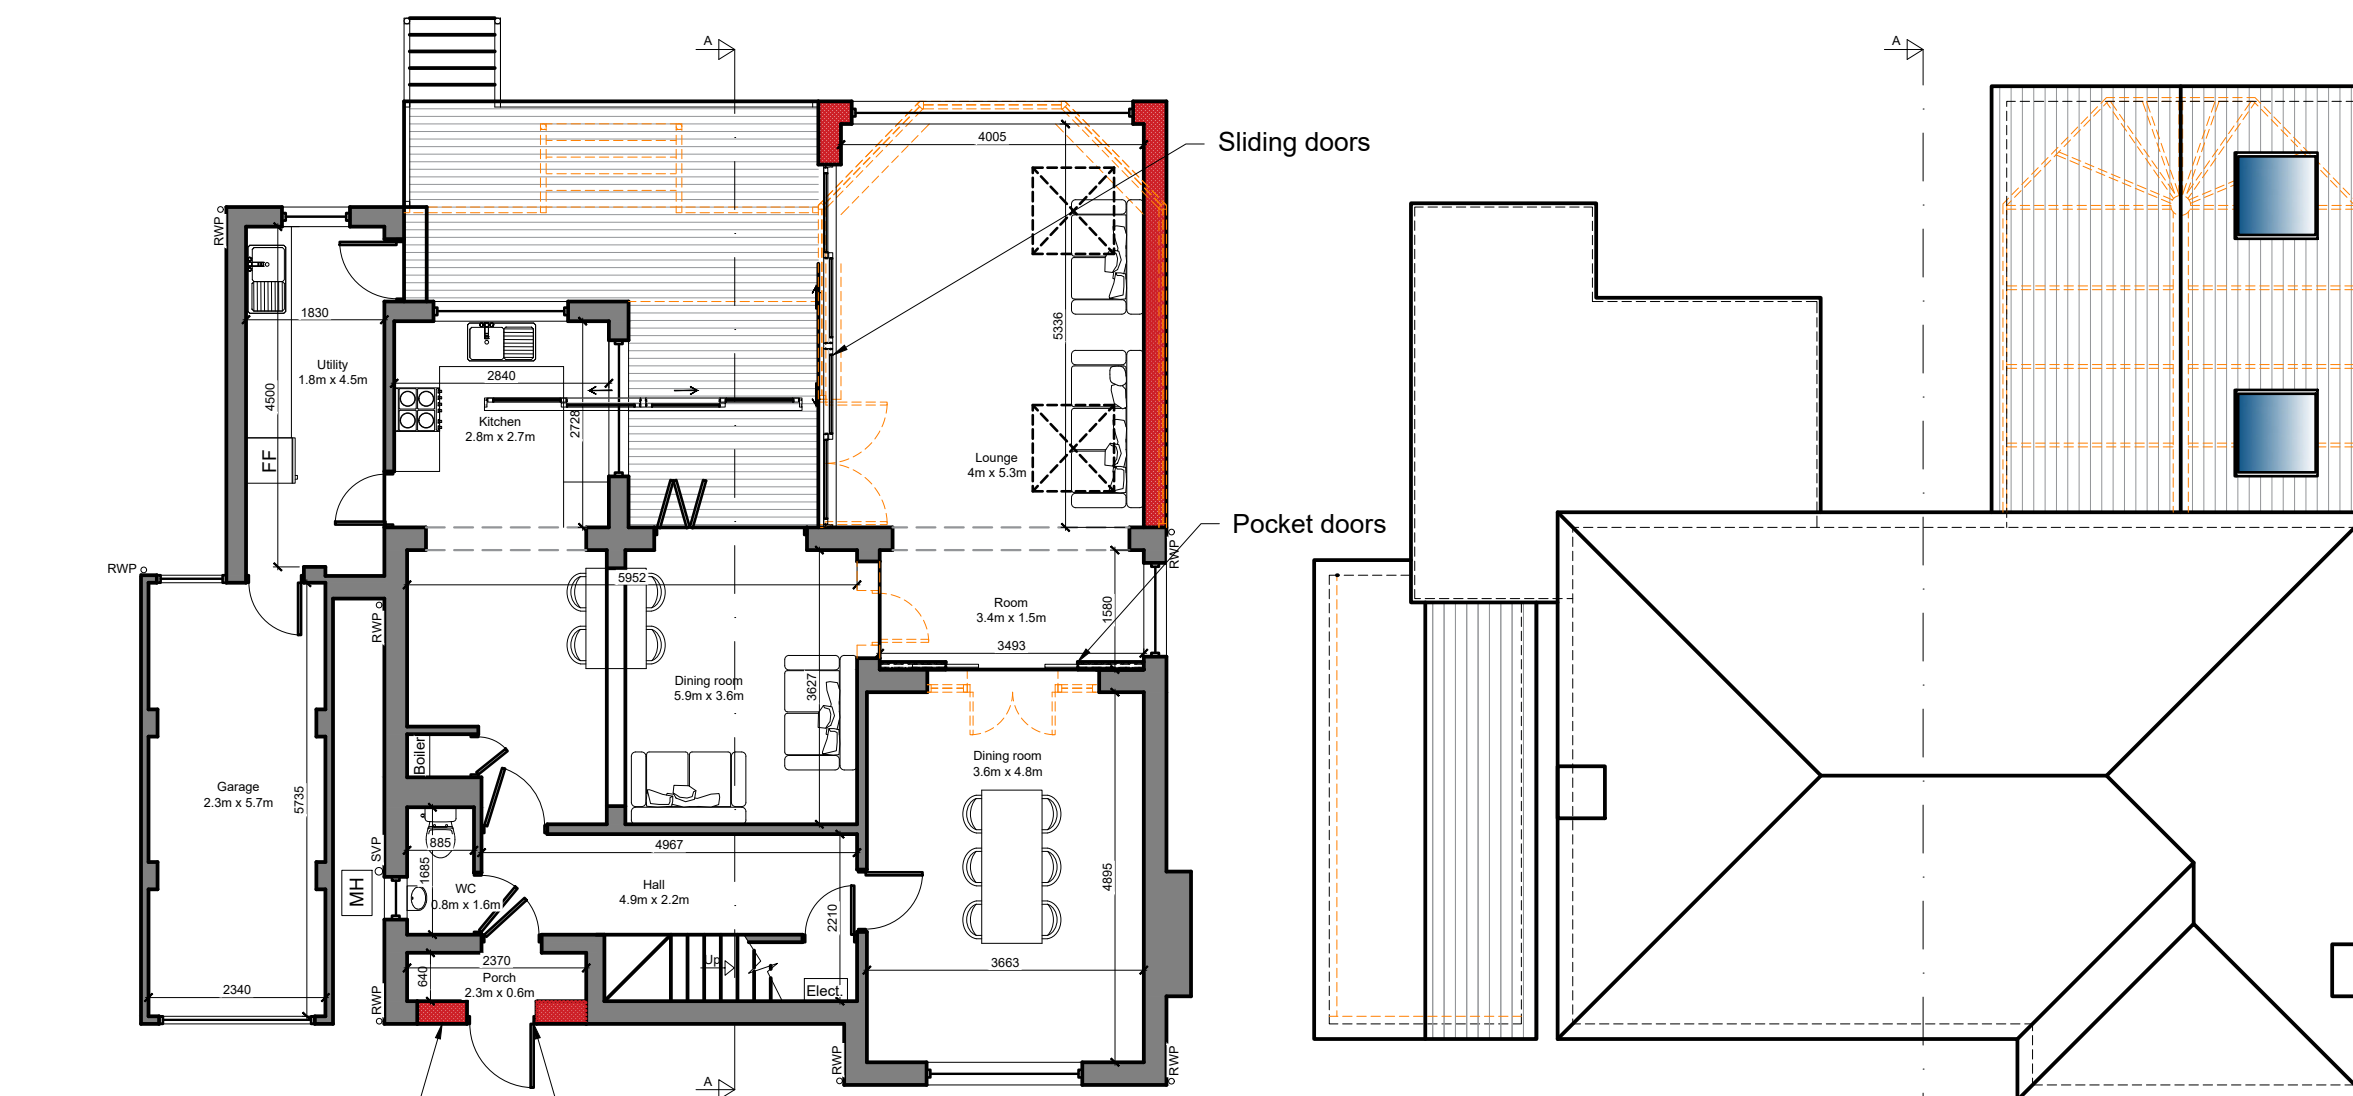 A
A
4005
Sliding doors
RWP
1830
5336
Utility
1.8m x 4.5m
2840
4500
Kitchen
2.8m x 2.7m
2728
Lounge
4m x 5.3m
FF
Pocket doors
RWP
RWP
5952
Room
3.4m x 1.5m
1580
RWP
3493
Dining room
5.9m x 3.6m
3627
Boiler
Dining room
3.6m x 4.8m
Garage
2.3m x 5.7m
5735
885
4967
SVP
1685
MH
WC
0.8m x 1.6m
Hall
4.9m x 2.2m
4895
2210
2370
Up
3663
640
Porch
2.3m x 0.6m
Elect.
2340
RWP
RWP
RWP
A
A